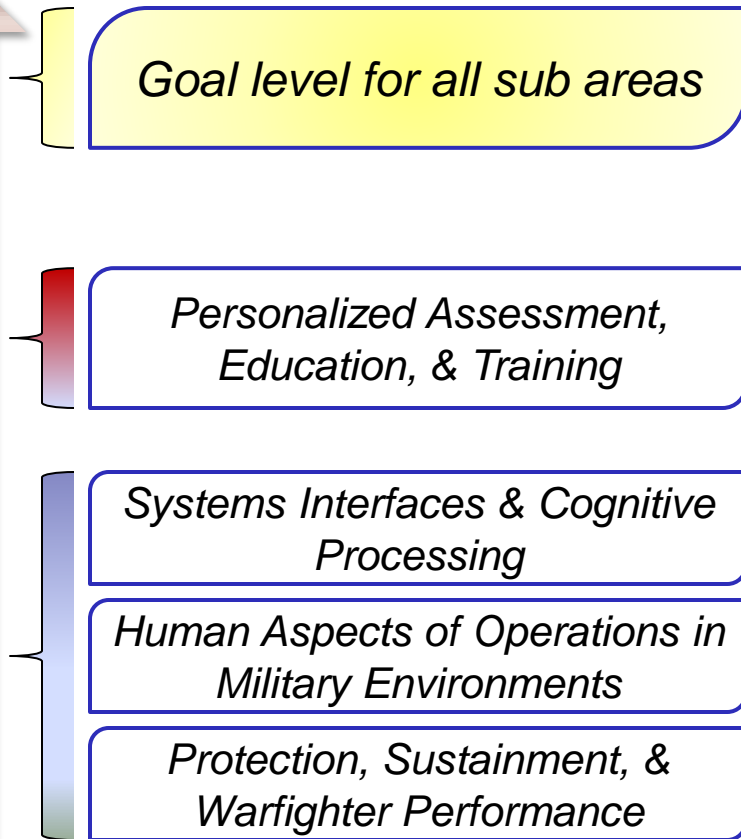 Goal level for all sub areas
Personalized Assessment,
Education, & Training
Systems Interfaces & Cognitive
Processing
Human Aspects of Operations in
Military Environments
Protection, Sustainment, &
Warfighter Performance